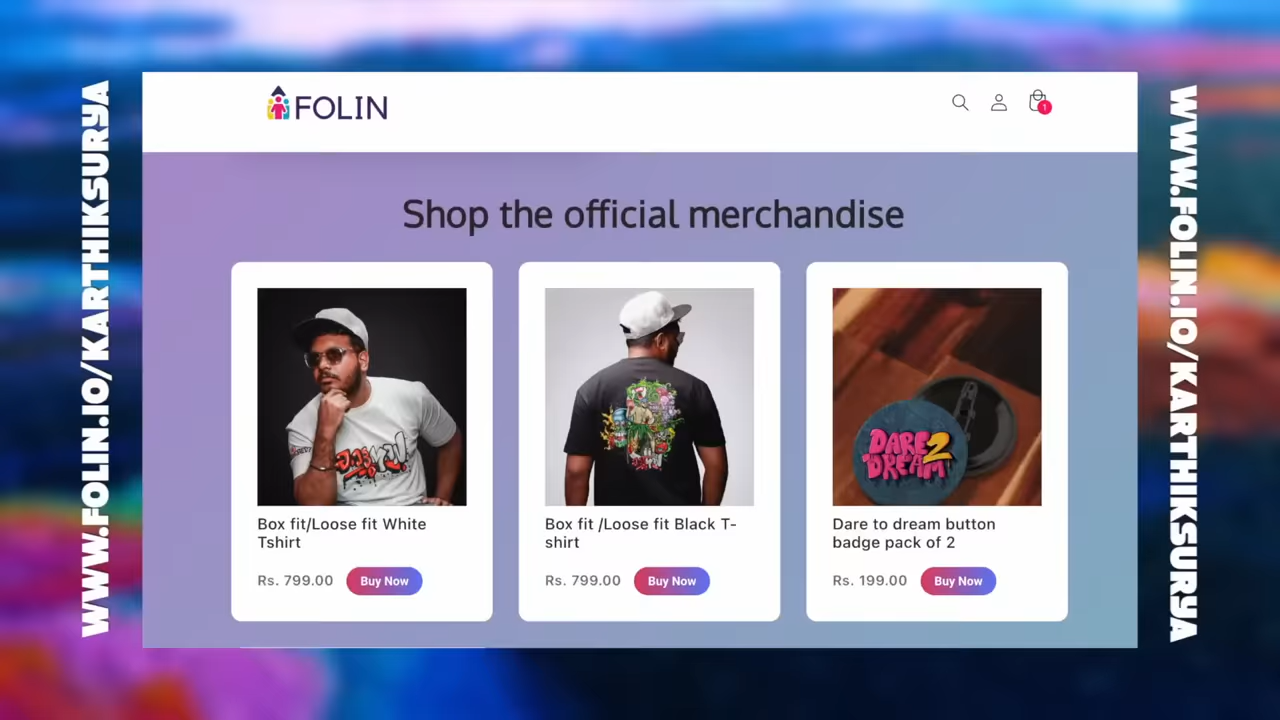 WWW.FOLIN.IO/KARTHIKSURYA
FOLIN
1
Shop the official merchandise
DARE 2
DREAM
Box fit/Loose fit White
Tshirt
Rs. 799.00
Buy Now
Box fit /Loose fit Black T-
shirt
Rs. 799.00
Buy Now
Dare to dream button
badge pack of 2
Rs. 199.00
Buy Now
WWW.FOLIN.IO/KARTHIKSURYA